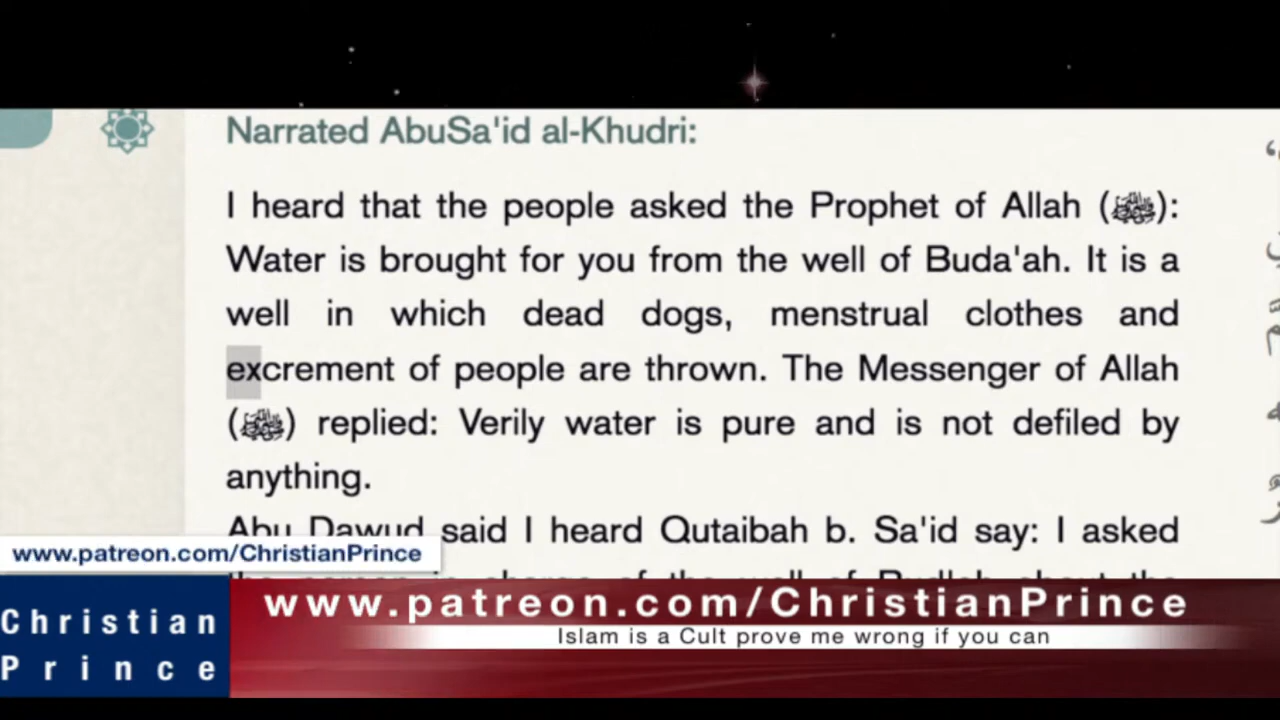 Narrated AbuSa'id al-Khudri:
I heard that the people asked the Prophet of Allah (ﷺ):
Water is brought for you from the well of Buda'ah. It is a
well in which dead dogs, menstrual clothes and
excrement of people are thrown. The Messenger of Allah
(ﷺ) replied: Verily water is pure and is not defiled by
anything.
Abu Dawud said I heard Qutaibah b. Sa'id say: I asked
www.patreon.com/ChristianPrince
www.patreon.com/ChristianPrince
Islam is a Cult prove me wrong if you can
Christian
Prince